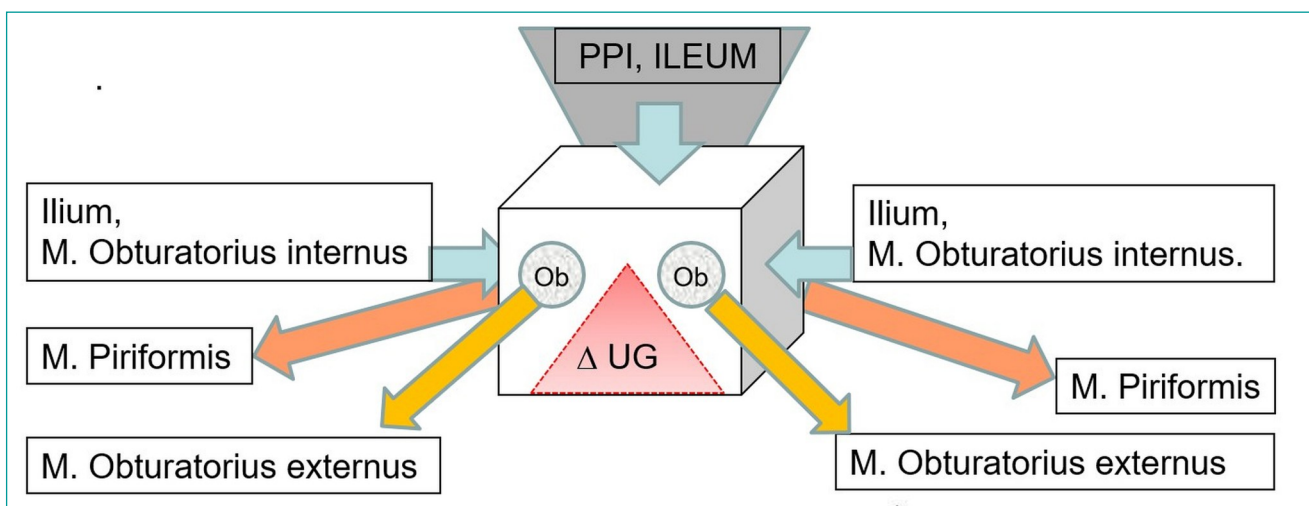 PPI, ILEUM
Ilium,
M. Obturatorius internus
Ilium,
M. Obturatorius internus.
Ob
Ob
Δ UG
M. Piriformis
M. Piriformis
M. Obturatorius externus
M. Obturatorius externus